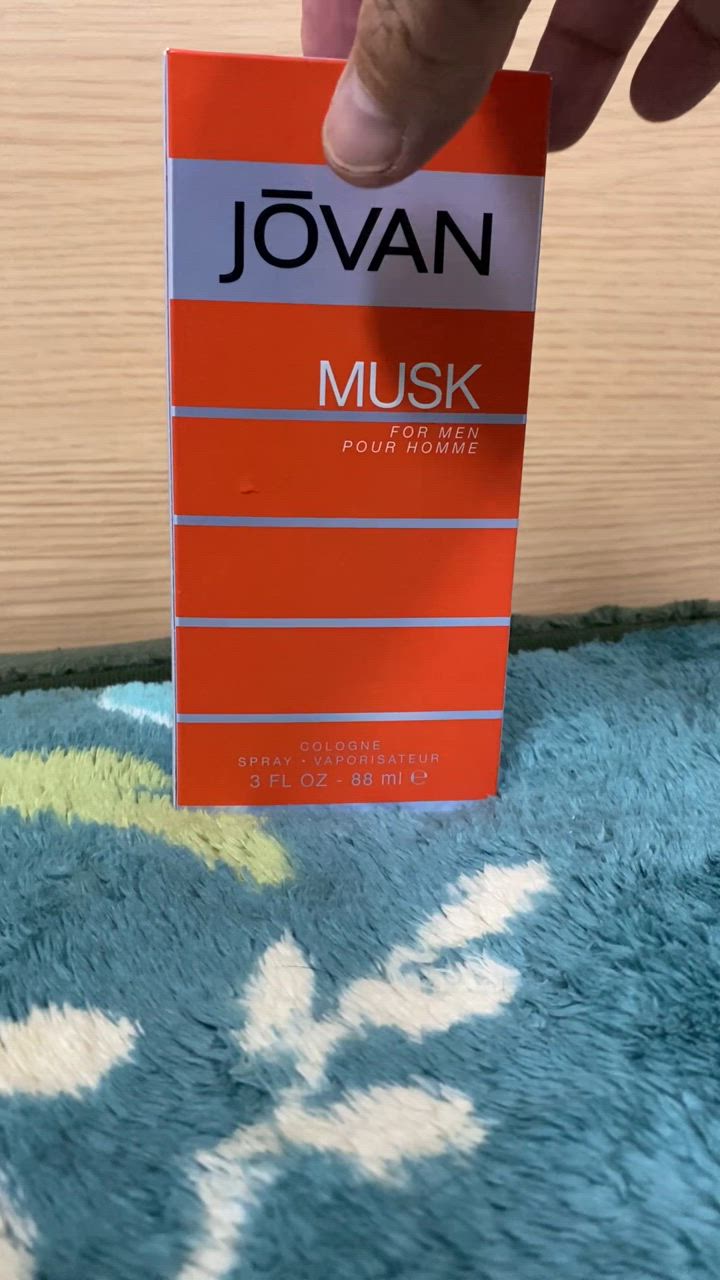 JŌVAN
MUSK
FOR MEN
POUR HOMME
COLOGNE
SPRAY • VAPORISATEUR
3 FL OZ - 88 ml ℮